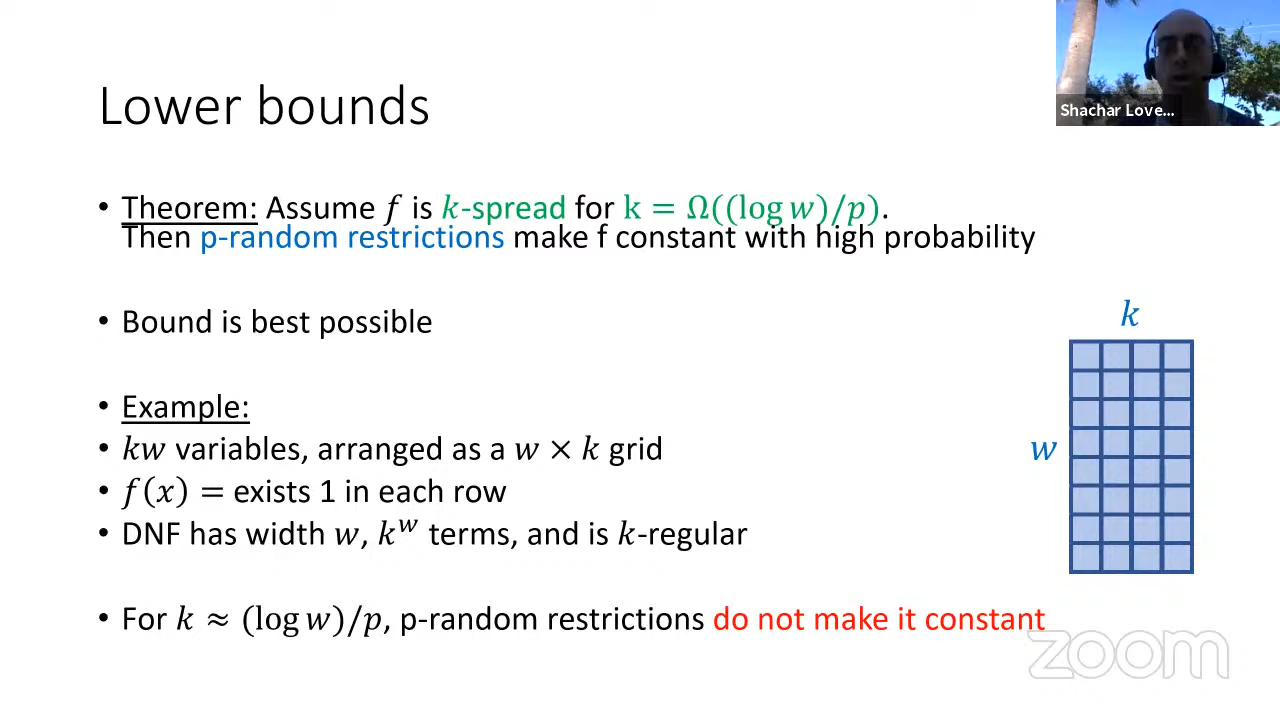 Lower bounds
Shachar Love...
• Theorem: Assume f is k-spread for k = Ω((log w)/p).
Then p-random restrictions make f constant with high probability
• Bound is best possible
k
• Example:
• kw variables, arranged as a w × k grid
w
• f(x) = exists 1 in each row
• DNF has width w, kʷ terms, and is k-regular
• For k ≈ (log w)/p, p-random restrictions do not make it constant
zoom